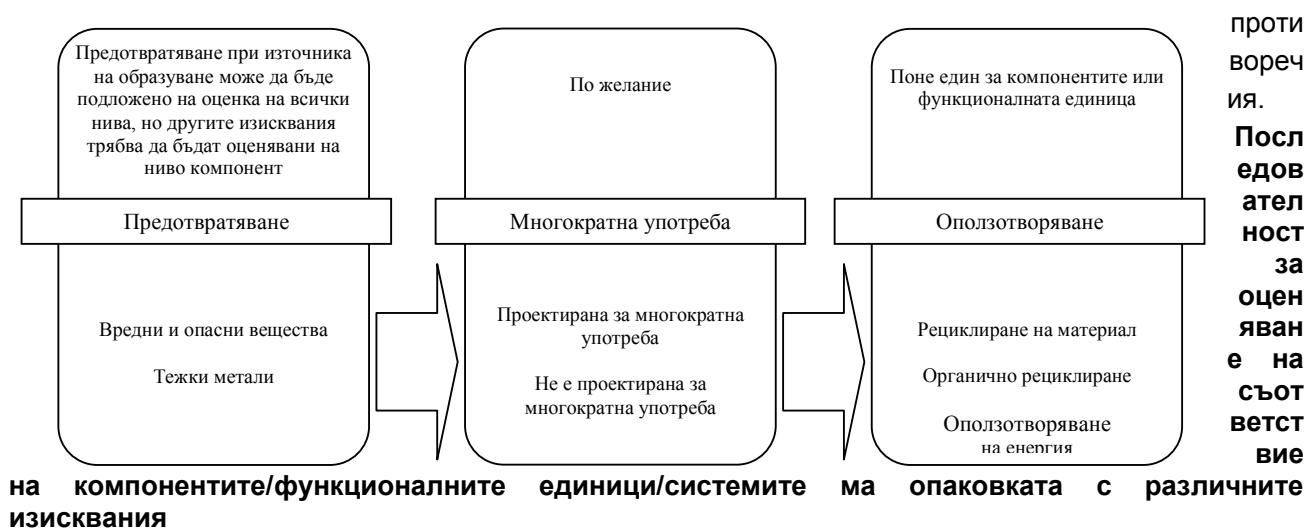 проти
вореч
ия.
Предотвратяване при източника
на образуване може да бъде
подложено на оценка на всички
нива, но другите изисквания
трябва да бъдат оценявани на
ниво компонент
Предотвратяване
Вредни и опасни вещества
Тежки метали
По желание
Многократна употреба
Проектирана за многократна
употреба
Не е проектирана за
многократна употреба
Поне един за компонентите или
функционалната единица
Оползотворяване
Рециклиране на материал
Органично рециклиране
Оползотворяване
на енергия
Посл
едов
ател
ност
за
оцен
яван
е на
съот
ветст
вие
на компонентите/функционалните единици/системите ма опаковката с различните
изисквания